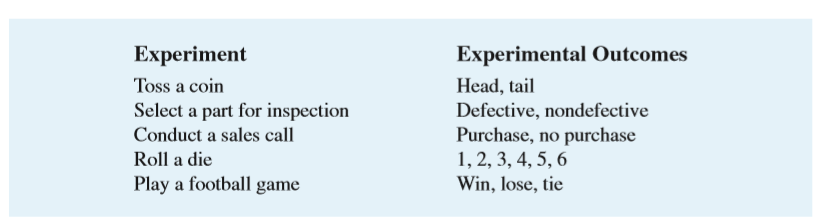 Experiment Experimental Outcomes
Toss a coin Head, tail
Select a part for inspection Defective, nondefective
Conduct a sales call Purchase, no purchase
Roll a die 1, 2, 3, 4, 5, 6
Play a football game Win, lose, tie